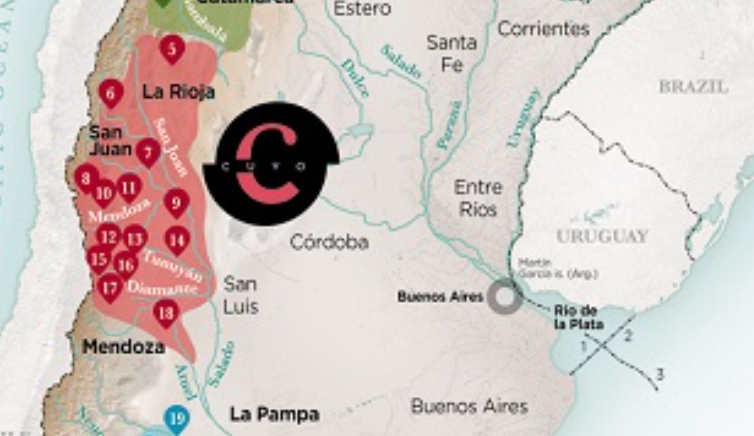 Catamarca
Estero
Corrientes
Santa
Fe
Salado
Dulce
Paraná
Uruguay
BRAZIL
5
La Rioja
6
San
Juan
San Juan
7
CUYO
8
10
11
Mendoza
9
Entre
Rios
12
13
14
15
16
Tunuyán
17
Diamante
18
Córdoba
URUGUAY
Martín
García is. (Arg.)
San
Luis
Buenos Aires
Río de
la Plata
1
2
3
Mendoza
Atuel
Salado
19
La Pampa
Buenos Aires